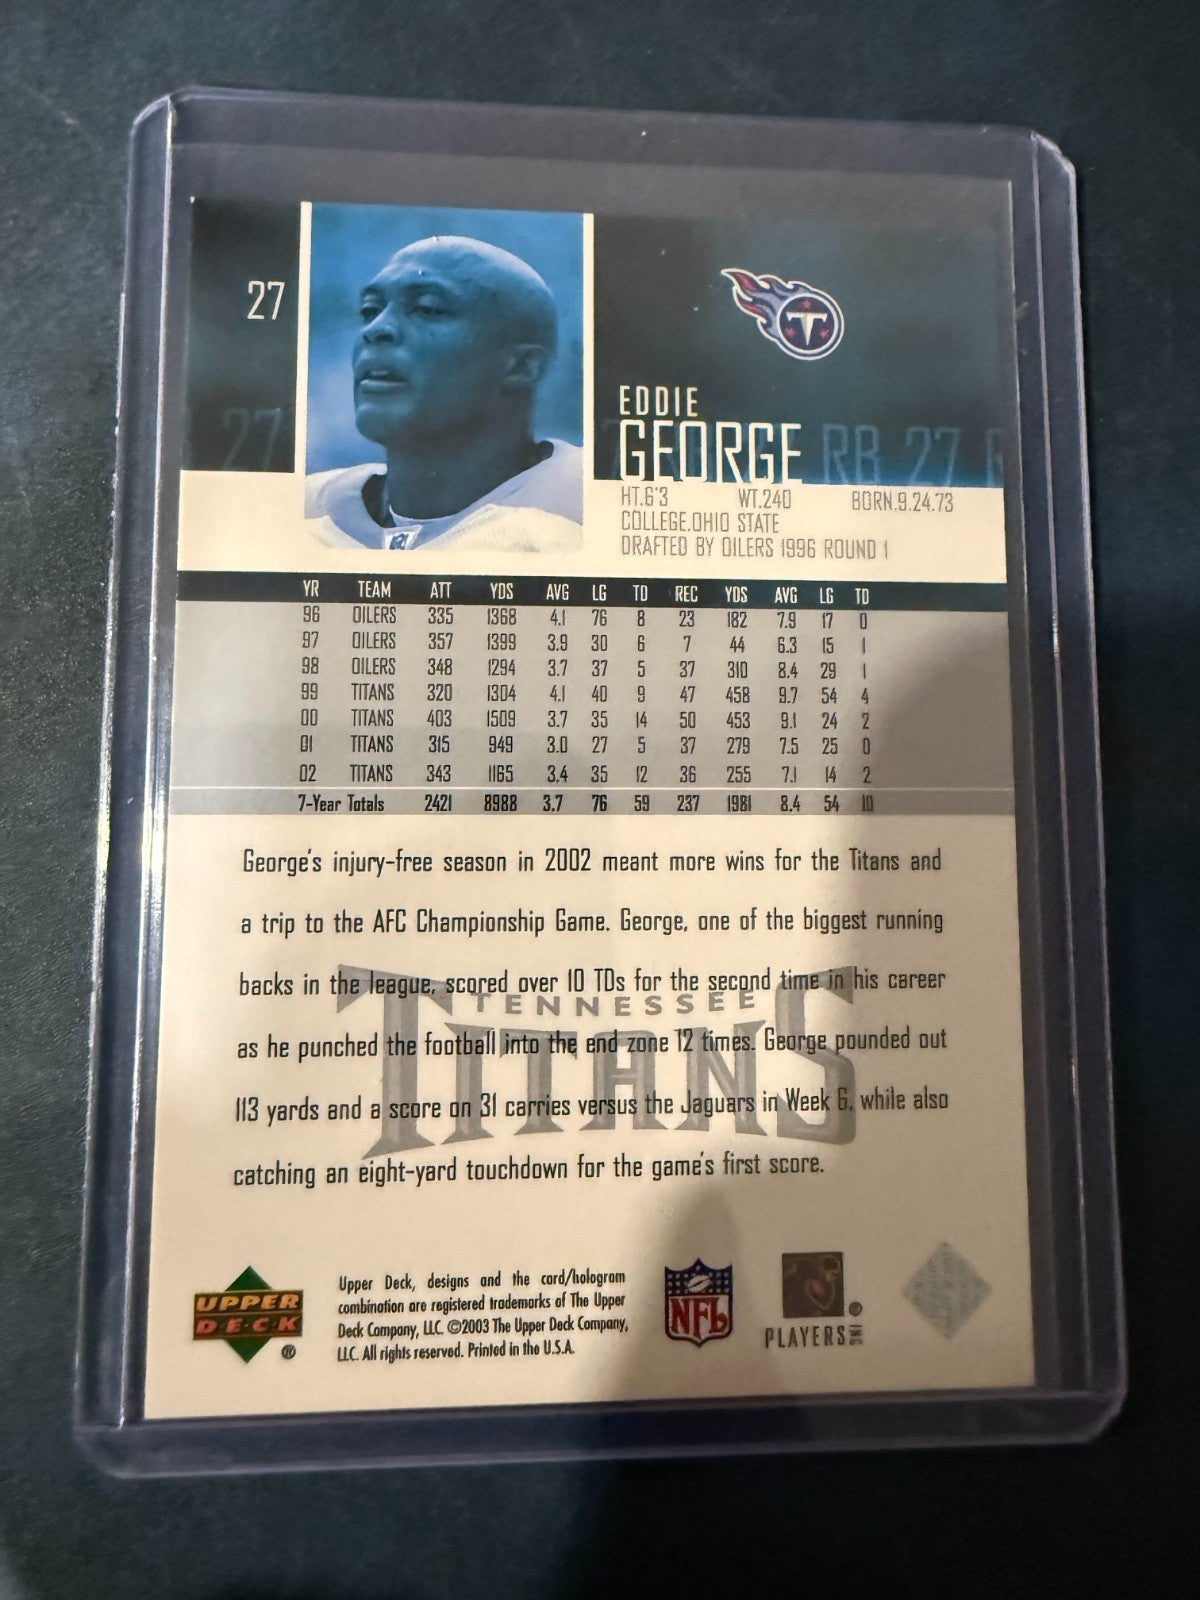 27
T
EDDIE
GEORGE
27
RB 27
HT.6'3 WT.240 BORN.9.24.73
COLLEGE.OHIO STATE
DRAFTED BY OILERS 1996 ROUND 1
YR TEAM ATT YDS AVG LG TD REC YDS AVG LG TD
96 OILERS 335 1368 4.1 76 8 23 182 7.9 17 0
97 OILERS 357 1399 3.9 30 6 7 44 6.3 15 1
98 OILERS 348 1294 3.7 37 5 37 310 8.4 29 1
99 TITANS 320 1304 4.1 40 9 47 458 9.7 54 4
00 TITANS 403 1509 3.7 35 14 50 453 9.1 24 2
01 TITANS 315 949 3.0 27 5 37 279 7.5 25 0
02 TITANS 343 1165 3.4 35 12 36 255 7.1 14 2
7-Year Totals 2421 8988 3.7 76 59 237 1981 8.4 54 10
George's injury-free season in 2002 meant more wins for the Titans and
a trip to the AFC Championship Game. George, one of the biggest running
backs in the league, scored over 10 TDs for the second time in his career
as he punched the football into the end zone 12 times. George pounded out
113 yards and a score on 31 carries versus the Jaguars in Week 6, while also
catching an eight-yard touchdown for the game's first score.
TENNESSEE
TITANS
UPPER
DECK
®
Upper Deck, designs and the card/hologram
combination are registered trademarks of The Upper
Deck Company, LLC. ©2003 The Upper Deck Company,
LLC. All rights reserved. Printed in the U.S.A.
NFL
PLAYERS INC ®